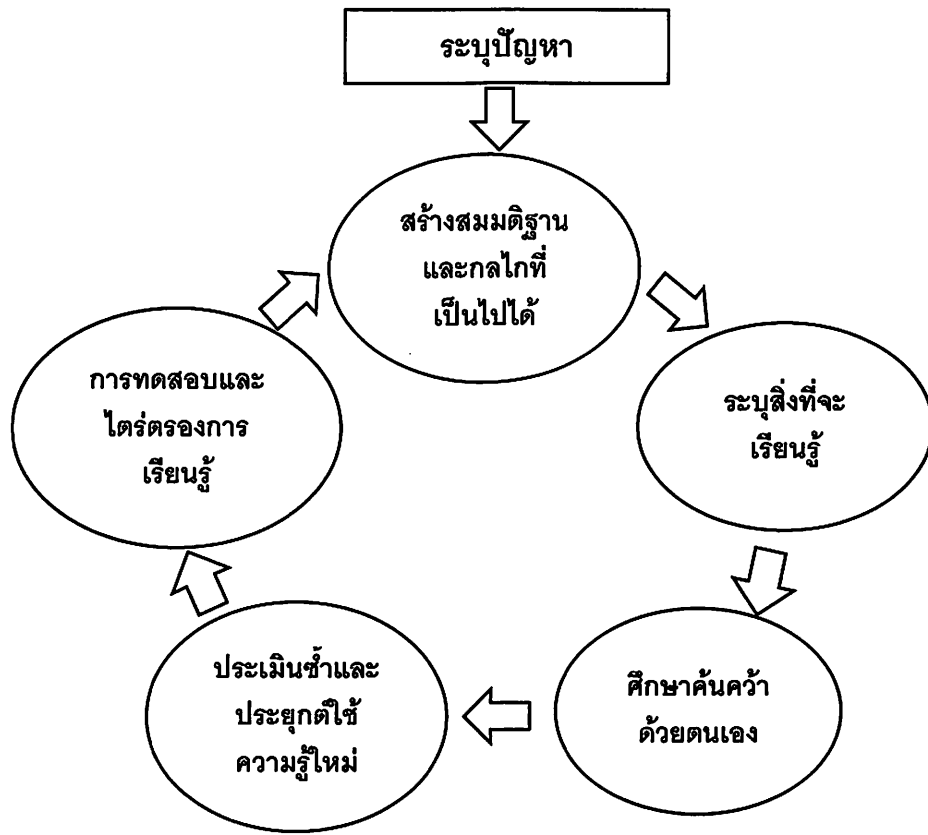 ระบุปัญหา
สร้างสมมติฐาน
และกลไกที่
เป็นไปได้
ระบุสิ่งที่จะ
เรียนรู้
ศึกษาค้นคว้า
ด้วยตนเอง
ประเมินซ้ำและ
ประยุกต์ใช้
ความรู้ใหม่
การทดสอบและ
ไตร่ตรองการ
เรียนรู้